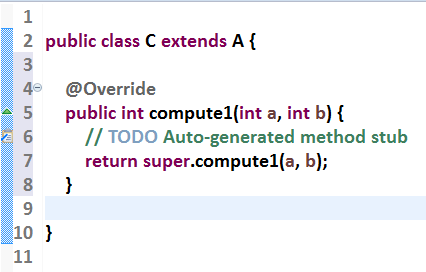 1
2 public class C extends A {
3
4 @Override
5 public int compute1(int a, int b) {
6 // TODO Auto-generated method stub
7 return super.compute1(a, b);
8 }
9
10 }
11